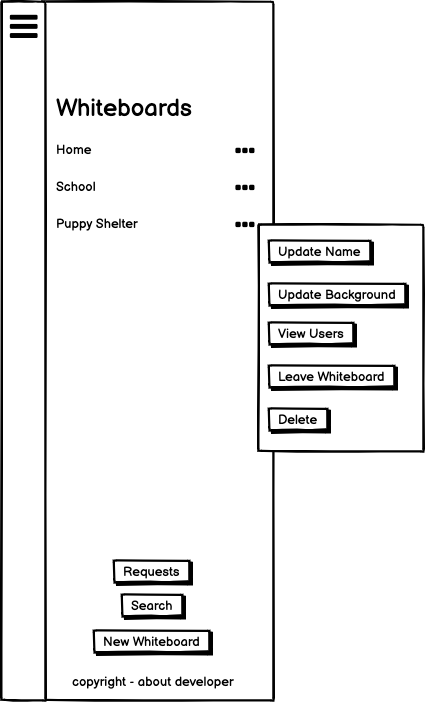 Whiteboards
Home
School
Puppy Shelter
Update Name
Update Background
View Users
Leave Whiteboard
Delete
Requests
Search
New Whiteboard
copyright - about developer